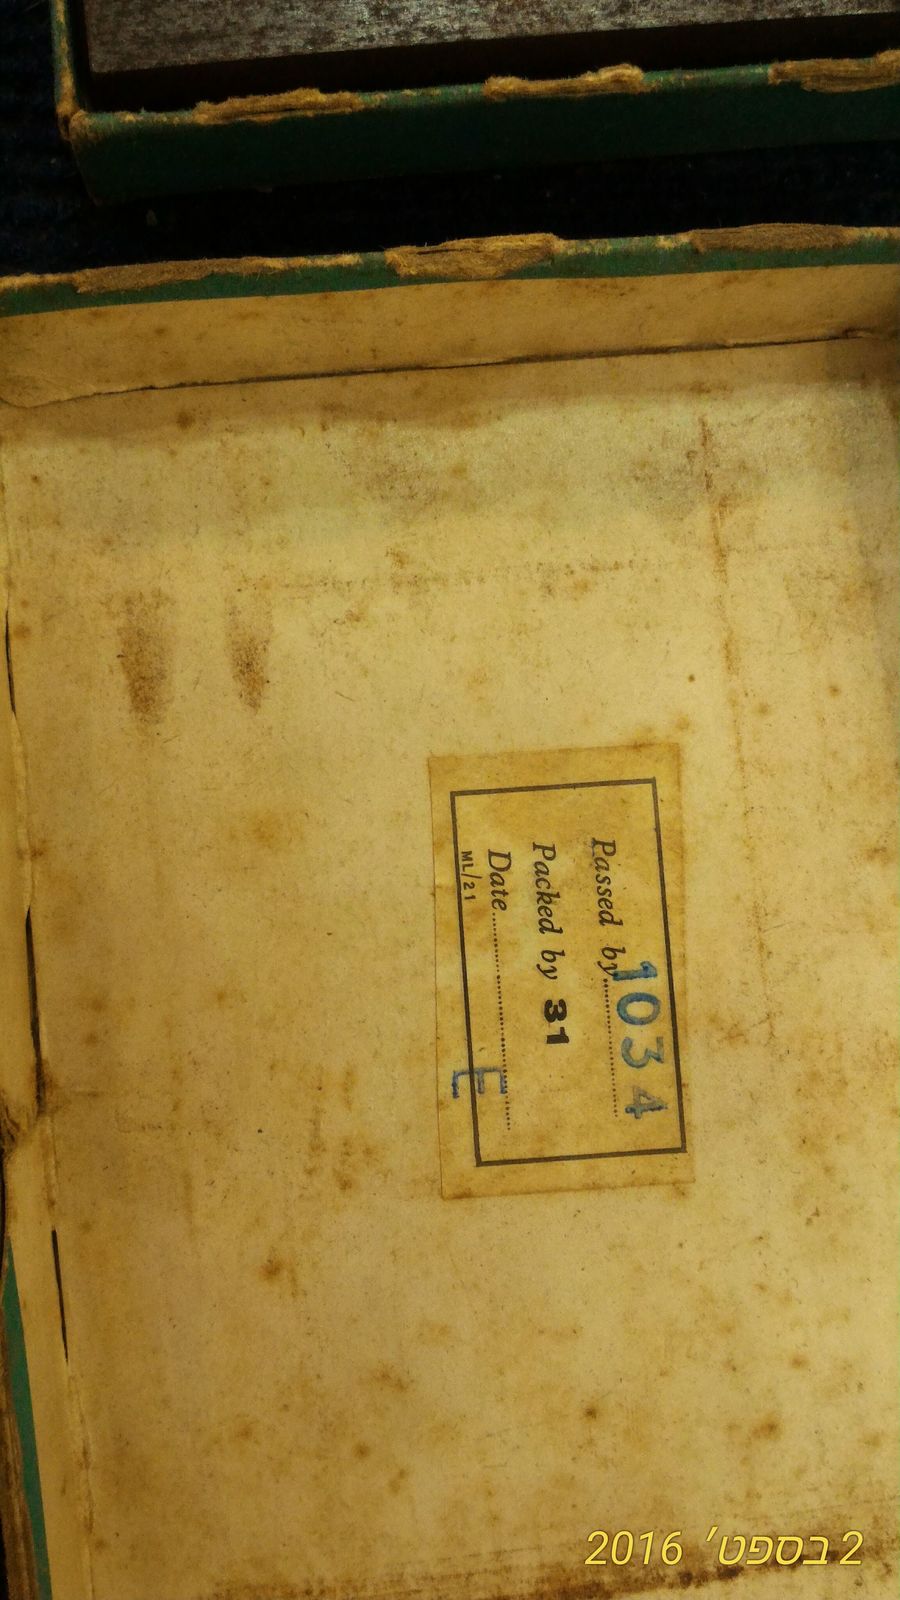 Passed by 1034
Packed by 31
Date
E
ML/21
2 בספט׳ 2016